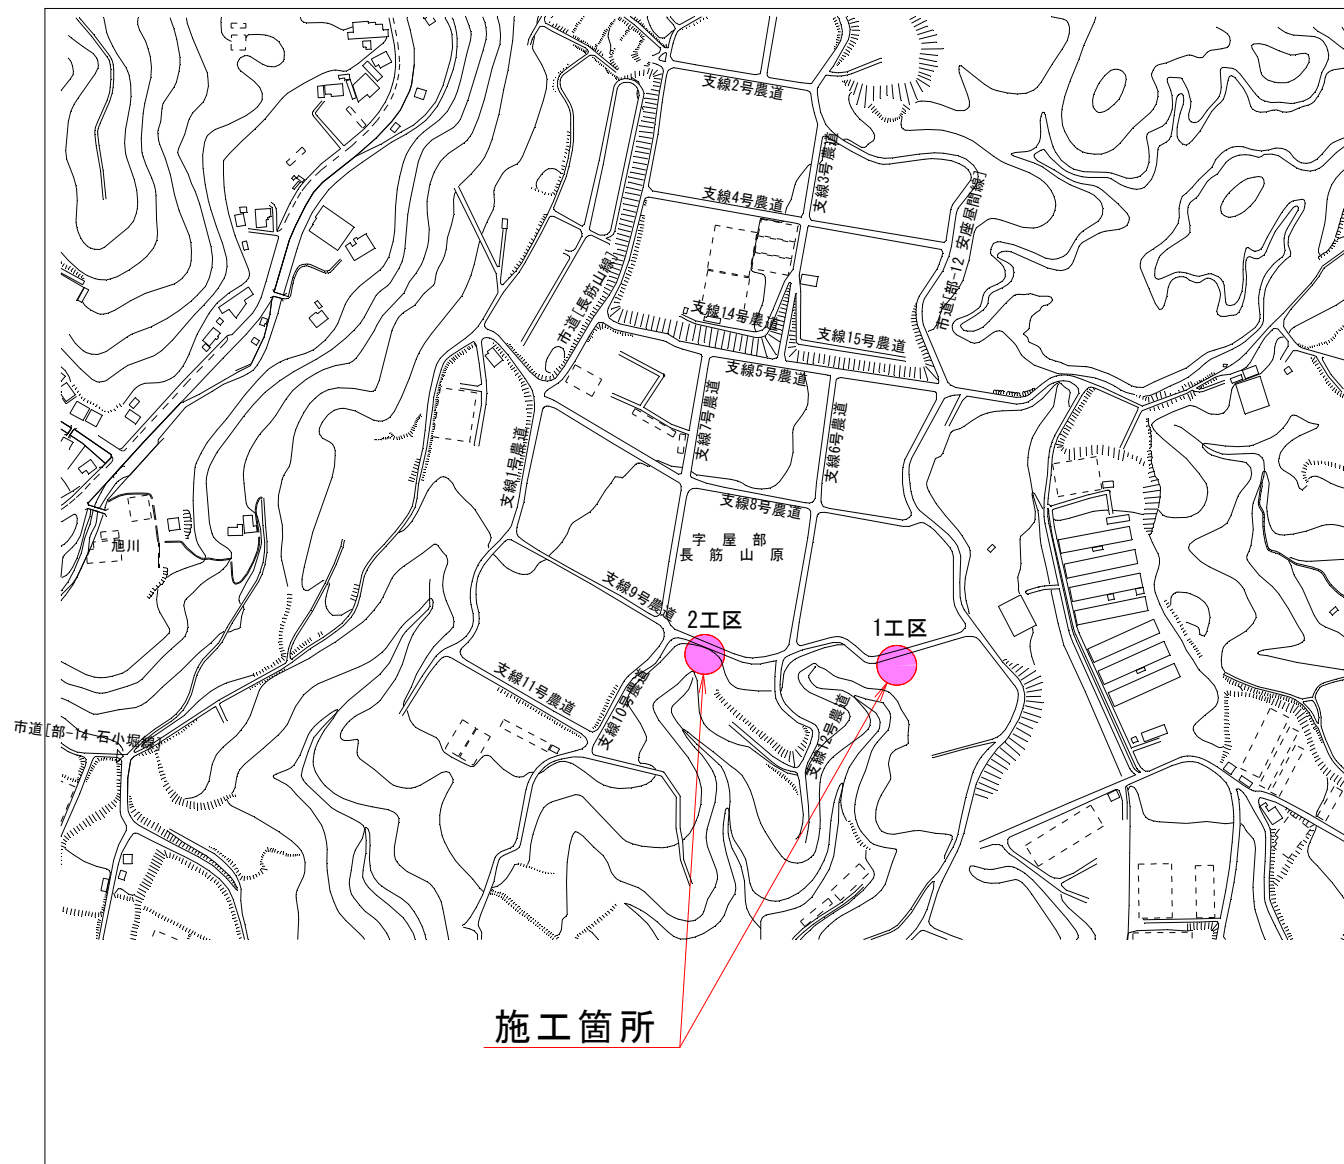 支線2号農道
支線3号農道
支線4号農道
市道[部-12 安座昼間線]
市道[長筋山線]
支線14号農道
支線15号農道
支線5号農道
支線7号農道
支線6号農道
支線1号農道
支線8号農道
旭川
字屋部
長筋山原
支線9号農道
2工区
1工区
支線11号農道
支線10号農道
支線12号農道
市道[部-14 石小堀線]
施工箇所